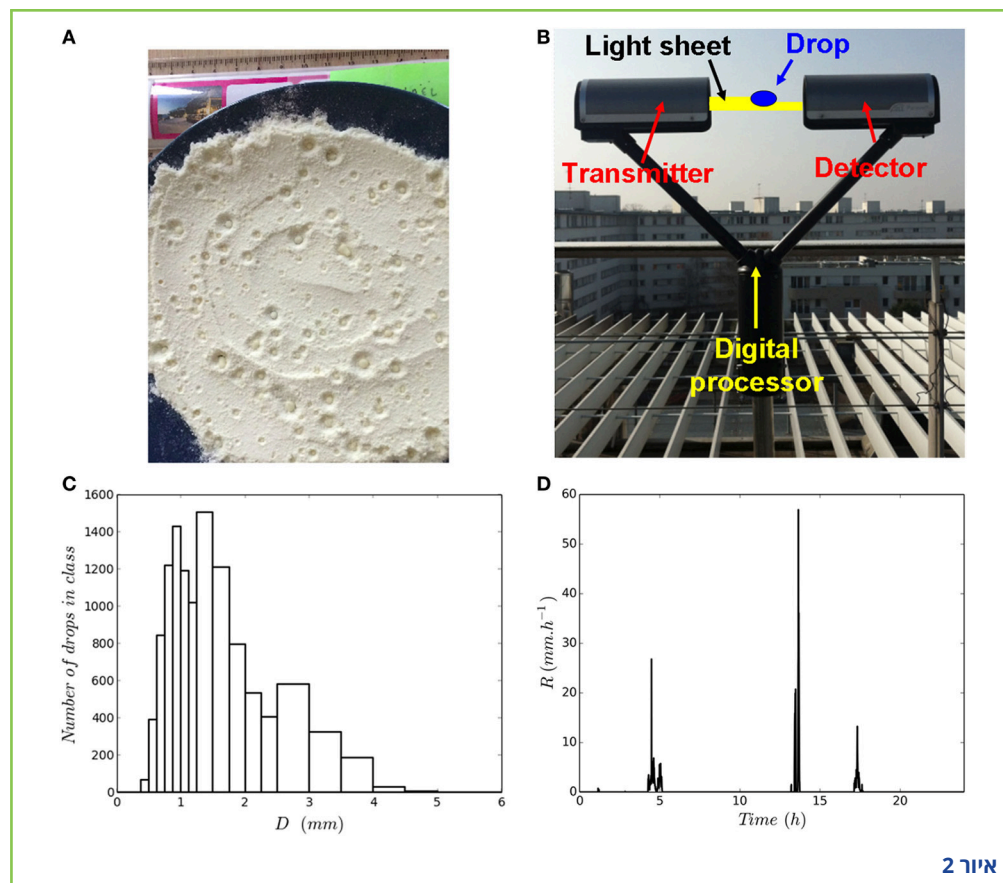 A
B
Light sheet
Drop
Transmitter
Detector
Digital
processor
C
1600
1400
1200
1000
800
600
400
200
0
Number of drops in class
0 1 2 3 4 5 6
D (mm)
D
60
50
40
30
20
10
0
R (mm.h⁻¹)
0 5 10 15 20
Time (h)
איור 2